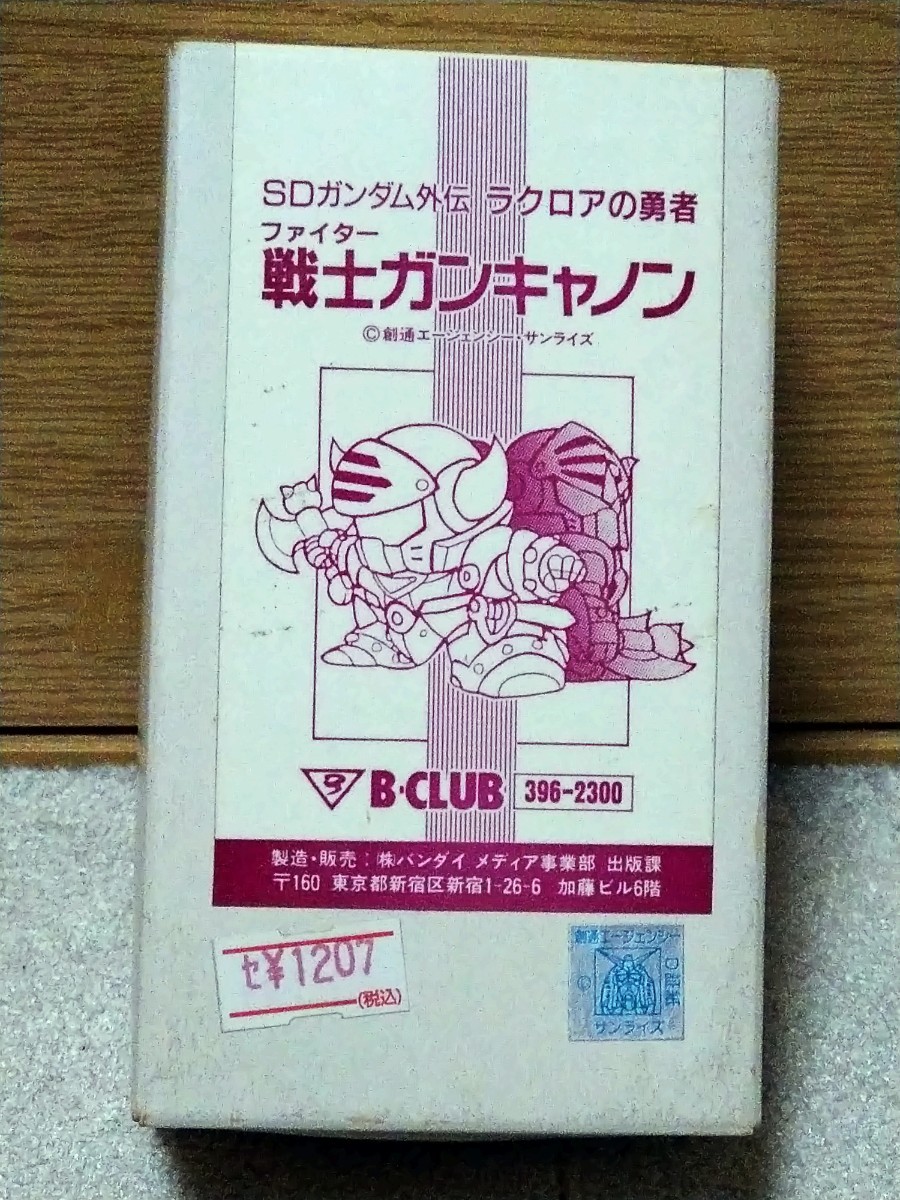 SDガンダム外伝 ラクロアの勇者
ファイター
戦士ガンキャノン
©創通エージェンシー・サンライズ
B-CLUB 396-2300
製造・販売：㈱バンダイ メディア事業部 出版課
〒160 東京都新宿区新宿1-26-6 加藤ビル6階
セ¥1207
(税込)
創通エージェンシー
©
サンライズ